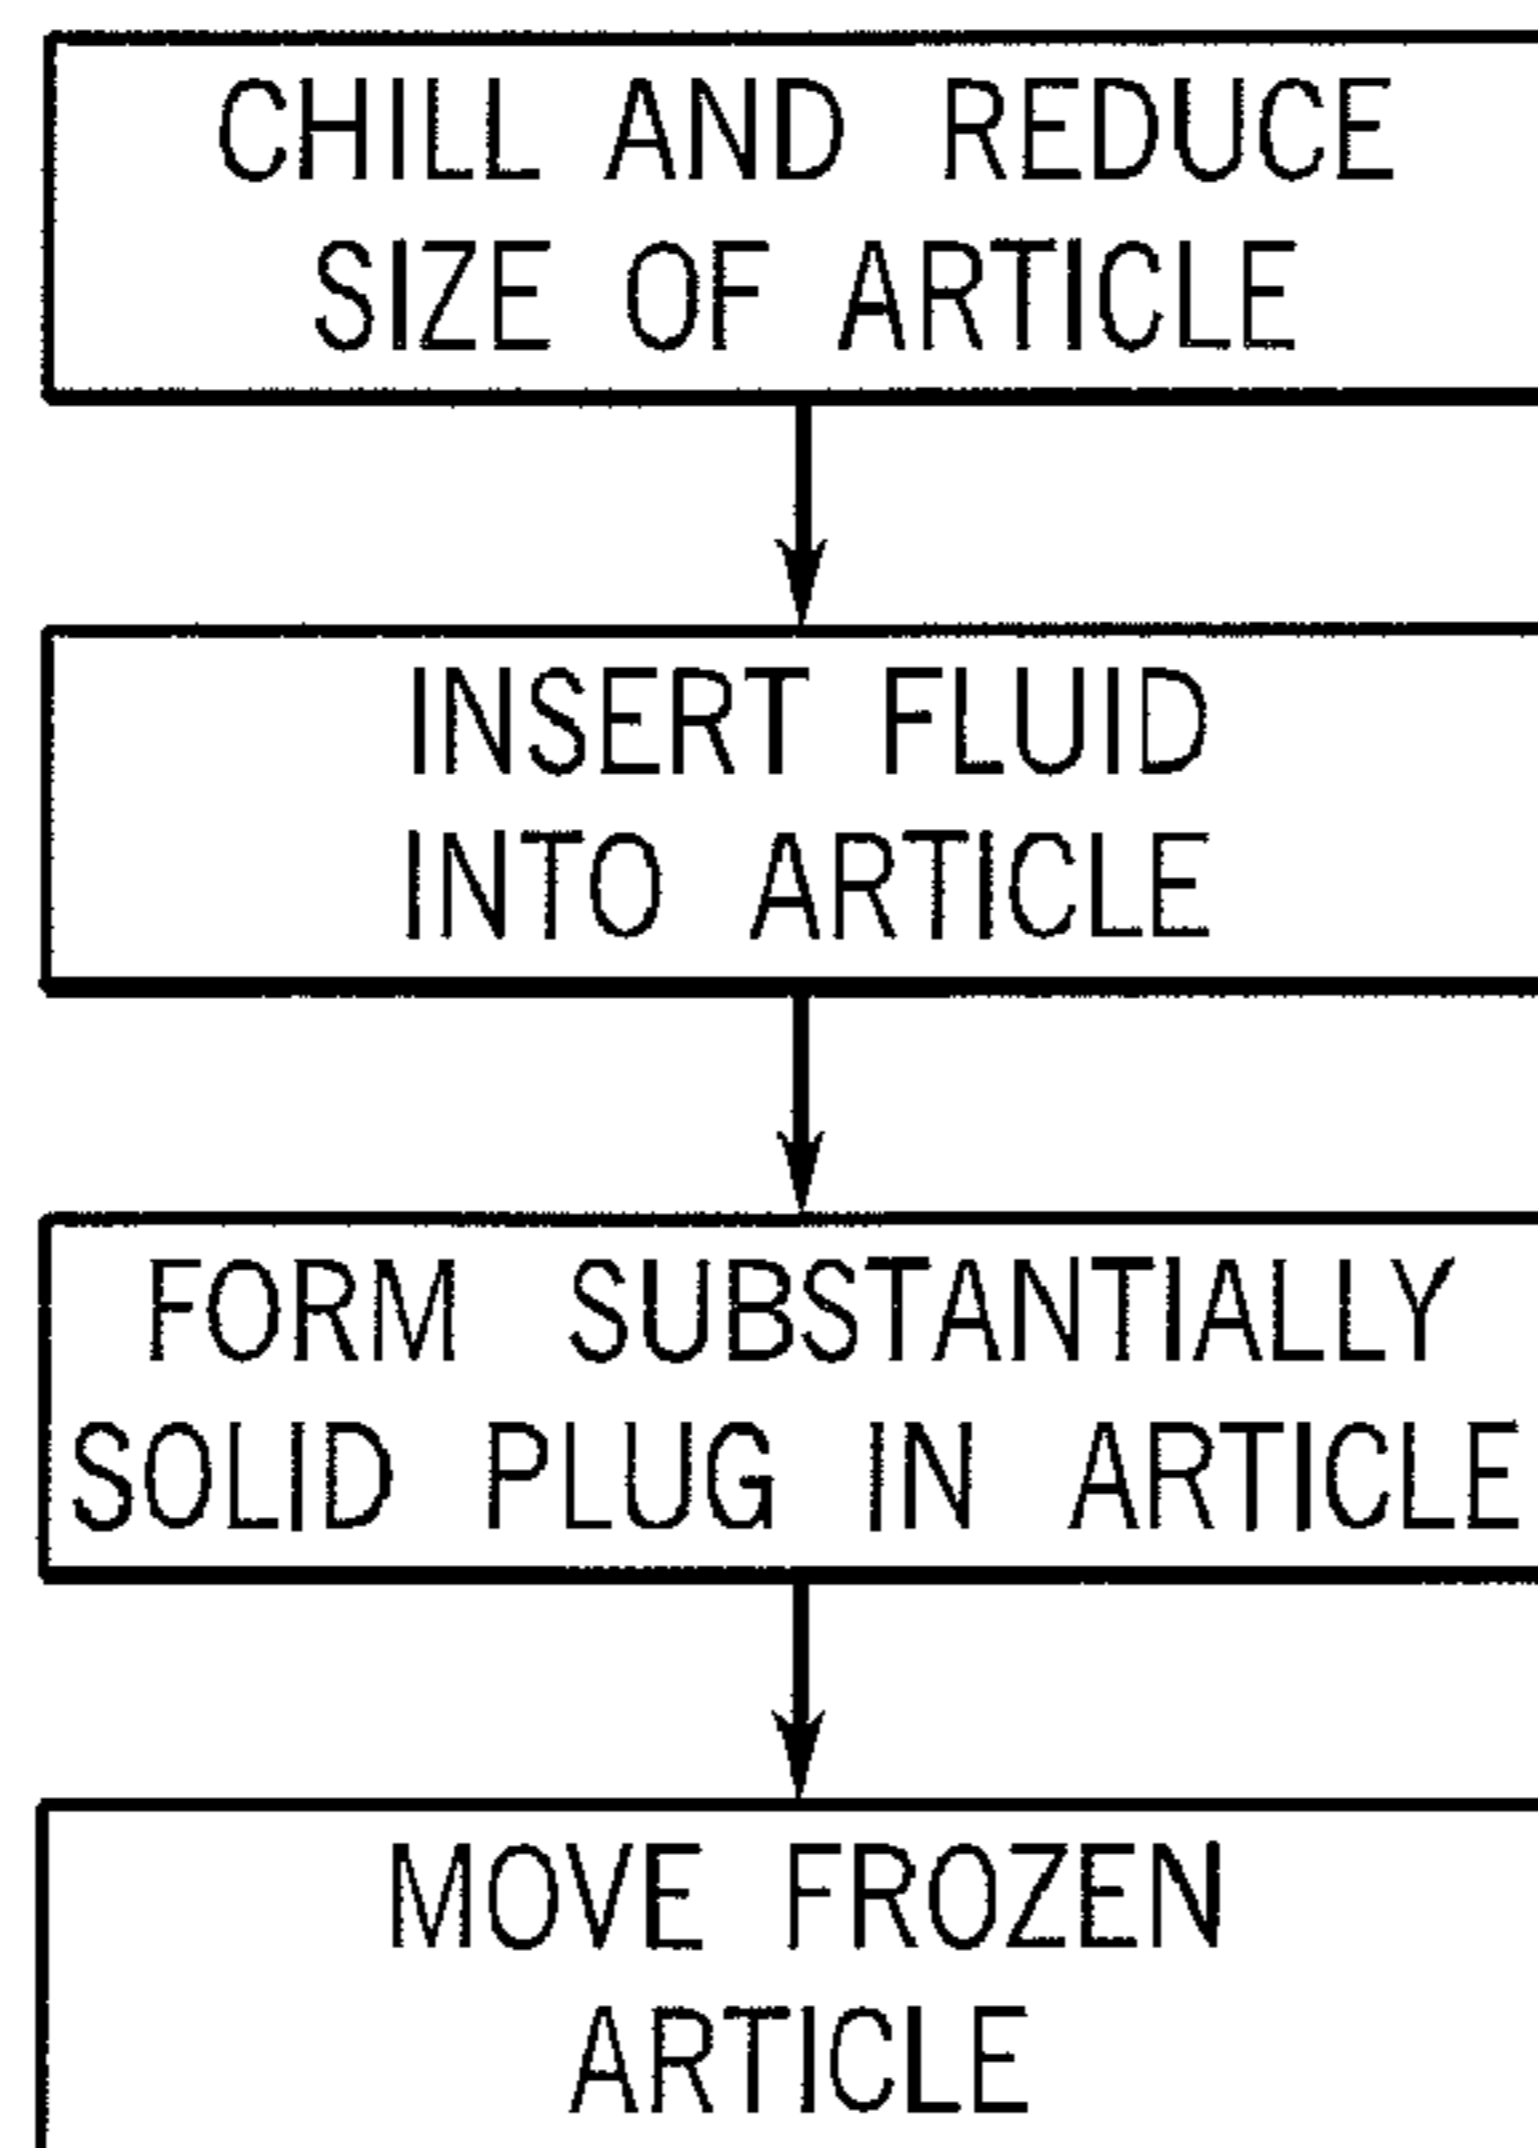 CHILL AND REDUCE
SIZE OF ARTICLE
INSERT FLUID
INTO ARTICLE
FORM SUBSTANTIALLY
SOLID PLUG IN ARTICLE
MOVE FROZEN
ARTICLE